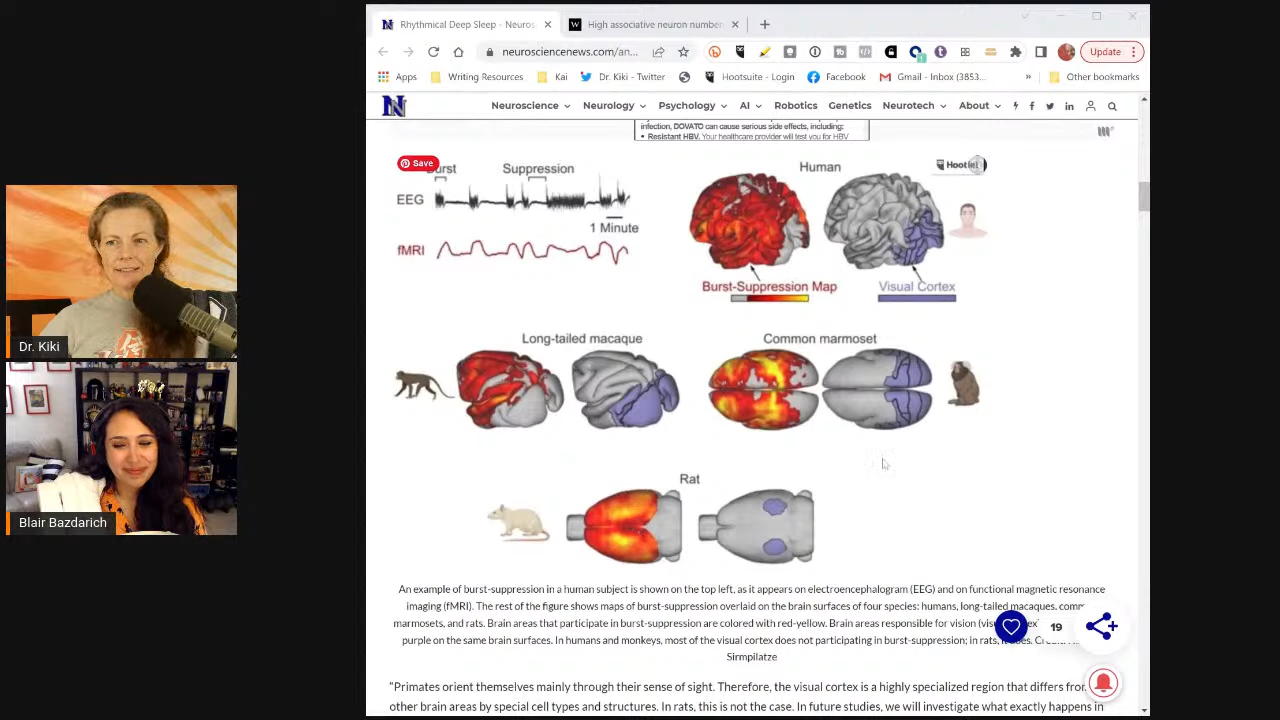 Rhythmical Deep Sleep - Neuros
High associative neuron number
neurosciencenews.com/an...
Update
Apps
Writing Resources
Kai
Dr. Kiki - Twitter
Hootsuite - Login
Facebook
Gmail - Inbox (3853...
»
Other bookmarks
Neuroscience
Neurology
Psychology
AI
Robotics
Genetics
Neurotech
About
infection, DOVATO can cause serious side effects, including:
• Resistant HBV. Your healthcare provider will test you for HBV
Save
Burst
Suppression
EEG
1 Minute
fMRI
Human
Hootlet
Burst-Suppression Map
Visual Cortex
Long-tailed macaque
Common marmoset
Rat
An example of burst-suppression in a human subject is shown on the top left, as it appears on electroencephalogram (EEG) and on functional magnetic resonance
imaging (fMRI). The rest of the figure shows maps of burst-suppression overlaid on the brain surfaces of four species: humans, long-tailed macaques, comm
marmosets, and rats. Brain areas that participate in burst-suppression are colored with red-yellow. Brain areas responsible for vision
purple on the same brain surfaces. In humans and monkeys, most of the visual cortex does not participating in burst-suppression; in rats, it does.
Sirmpilatze
19
"Primates orient themselves mainly through their sense of sight. Therefore, the visual cortex is a highly specialized region that differs from
other brain areas by special cell types and structures. In rats, this is not the case. In future studies, we will investigate what exactly happens in
Dr. Kiki
Blair Bazdarich